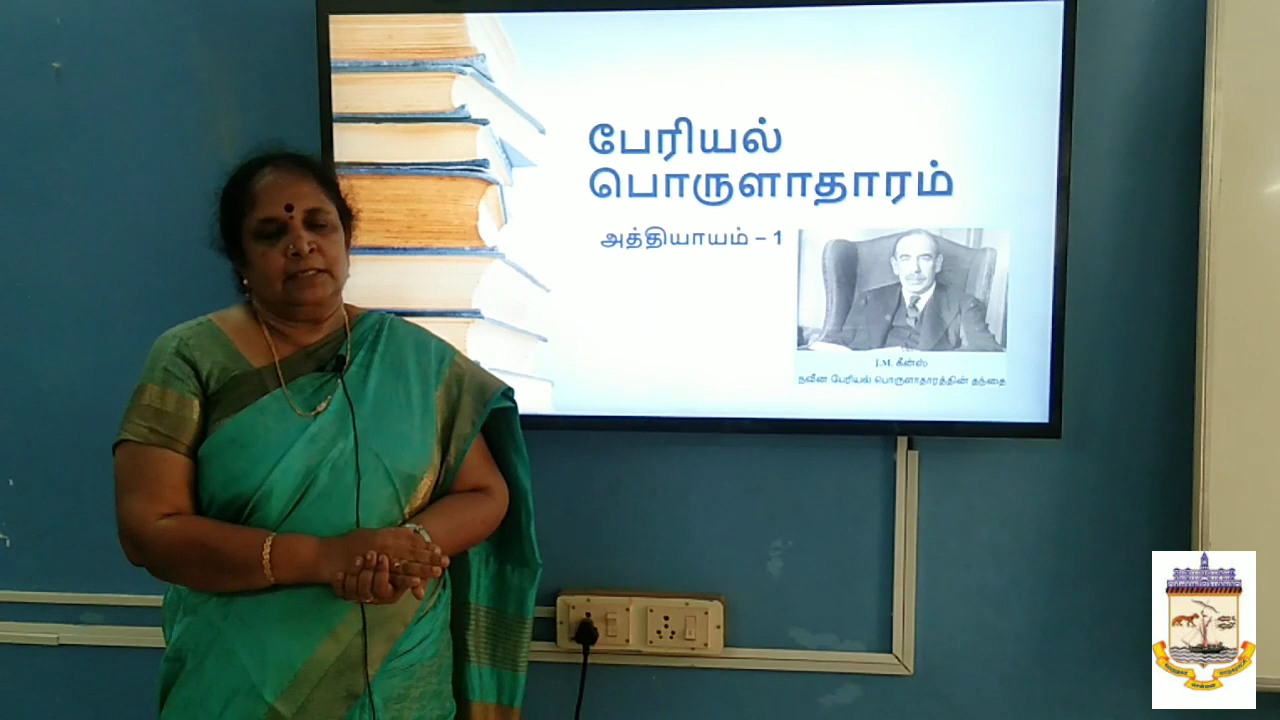 பேரியல்
பொருளாதாரம்
அத்தியாயம் – 1
J.M. கீன்ஸ்
நவீன பேரியல் பொருளாதாரத்தின் தந்தை
சென்னை